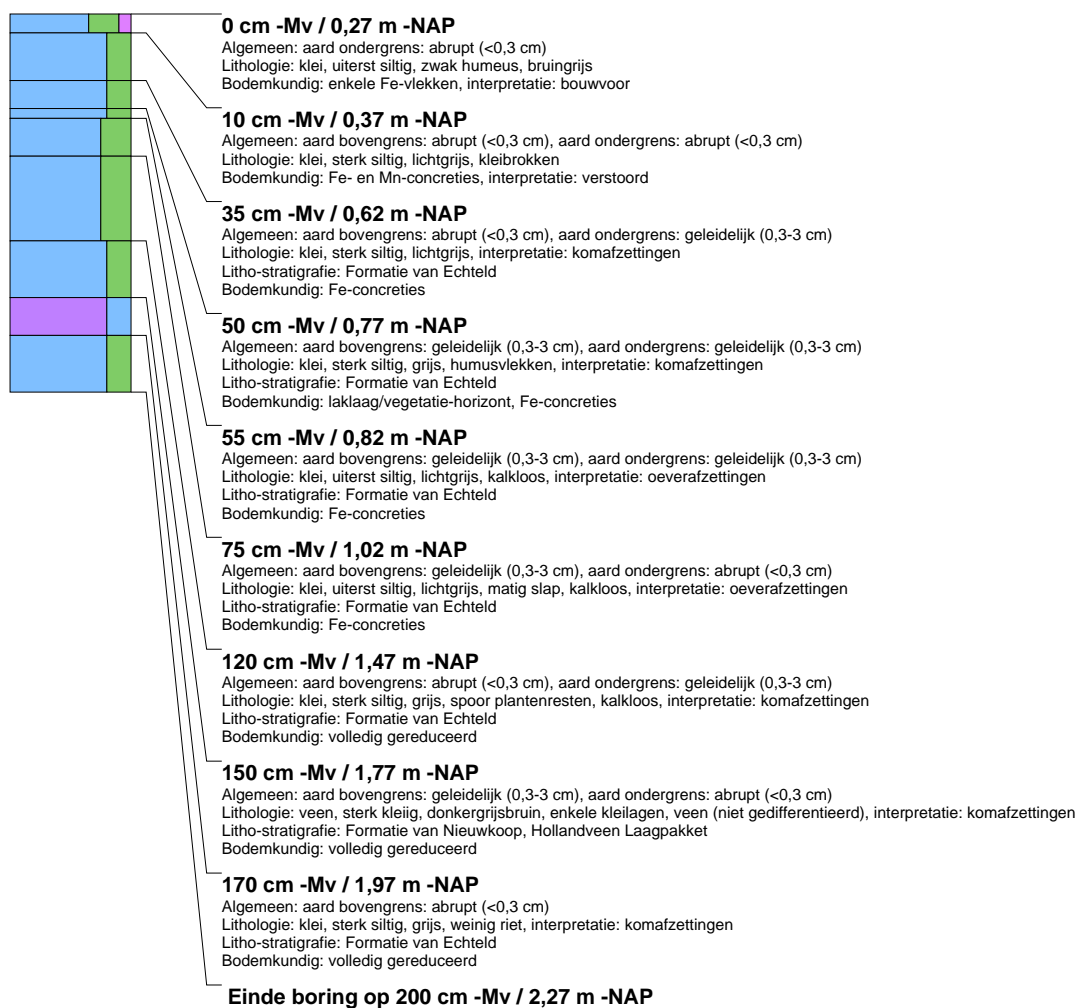 0 cm -Mv / 0,27 m -NAP
Algemeen: aard ondergrens: abrupt (<0,3 cm)
Lithologie: klei, uiterst siltig, zwak humeus, bruingrijs
Bodemkundig: enkele Fe-vlekken, interpretatie: bouwvoor
10 cm -Mv / 0,37 m -NAP
Algemeen: aard bovengrens: abrupt (<0,3 cm), aard ondergrens: abrupt (<0,3 cm)
Lithologie: klei, sterk siltig, lichtgrijs, kleibrokken
Bodemkundig: Fe- en Mn-concreties, interpretatie: verstoord
35 cm -Mv / 0,62 m -NAP
Algemeen: aard bovengrens: abrupt (<0,3 cm), aard ondergrens: geleidelijk (0,3-3 cm)
Lithologie: klei, sterk siltig, lichtgrijs, interpretatie: komafzettingen
Litho-stratigrafie: Formatie van Echteld
Bodemkundig: Fe-concreties
50 cm -Mv / 0,77 m -NAP
Algemeen: aard bovengrens: geleidelijk (0,3-3 cm), aard ondergrens: geleidelijk (0,3-3 cm)
Lithologie: klei, sterk siltig, grijs, humusvlekken, interpretatie: komafzettingen
Litho-stratigrafie: Formatie van Echteld
Bodemkundig: laklaag/vegetatie-horizont, Fe-concreties
55 cm -Mv / 0,82 m -NAP
Algemeen: aard bovengrens: geleidelijk (0,3-3 cm), aard ondergrens: geleidelijk (0,3-3 cm)
Lithologie: klei, uiterst siltig, lichtgrijs, kalkloos, interpretatie: oeverafzettingen
Litho-stratigrafie: Formatie van Echteld
Bodemkundig: Fe-concreties
75 cm -Mv / 1,02 m -NAP
Algemeen: aard bovengrens: geleidelijk (0,3-3 cm), aard ondergrens: abrupt (<0,3 cm)
Lithologie: klei, uiterst siltig, lichtgrijs, matig slap, kalkloos, interpretatie: oeverafzettingen
Litho-stratigrafie: Formatie van Echteld
Bodemkundig: Fe-concreties
120 cm -Mv / 1,47 m -NAP
Algemeen: aard bovengrens: abrupt (<0,3 cm), aard ondergrens: geleidelijk (0,3-3 cm)
Lithologie: klei, sterk siltig, grijs, spoor plantenresten, kalkloos, interpretatie: komafzettingen
Litho-stratigrafie: Formatie van Echteld
Bodemkundig: volledig gereduceerd
150 cm -Mv / 1,77 m -NAP
Algemeen: aard bovengrens: geleidelijk (0,3-3 cm), aard ondergrens: abrupt (<0,3 cm)
Lithologie: veen, sterk kleiig, donkergrijsbruin, enkele kleilagen, veen (niet gedifferentieerd), interpretatie: komafzettingen
Litho-stratigrafie: Formatie van Nieuwkoop, Hollandveen Laagpakket
Bodemkundig: volledig gereduceerd
170 cm -Mv / 1,97 m -NAP
Algemeen: aard bovengrens: abrupt (<0,3 cm)
Lithologie: klei, sterk siltig, grijs, weinig riet, interpretatie: komafzettingen
Litho-stratigrafie: Formatie van Echteld
Bodemkundig: volledig gereduceerd
Einde boring op 200 cm -Mv / 2,27 m -NAP